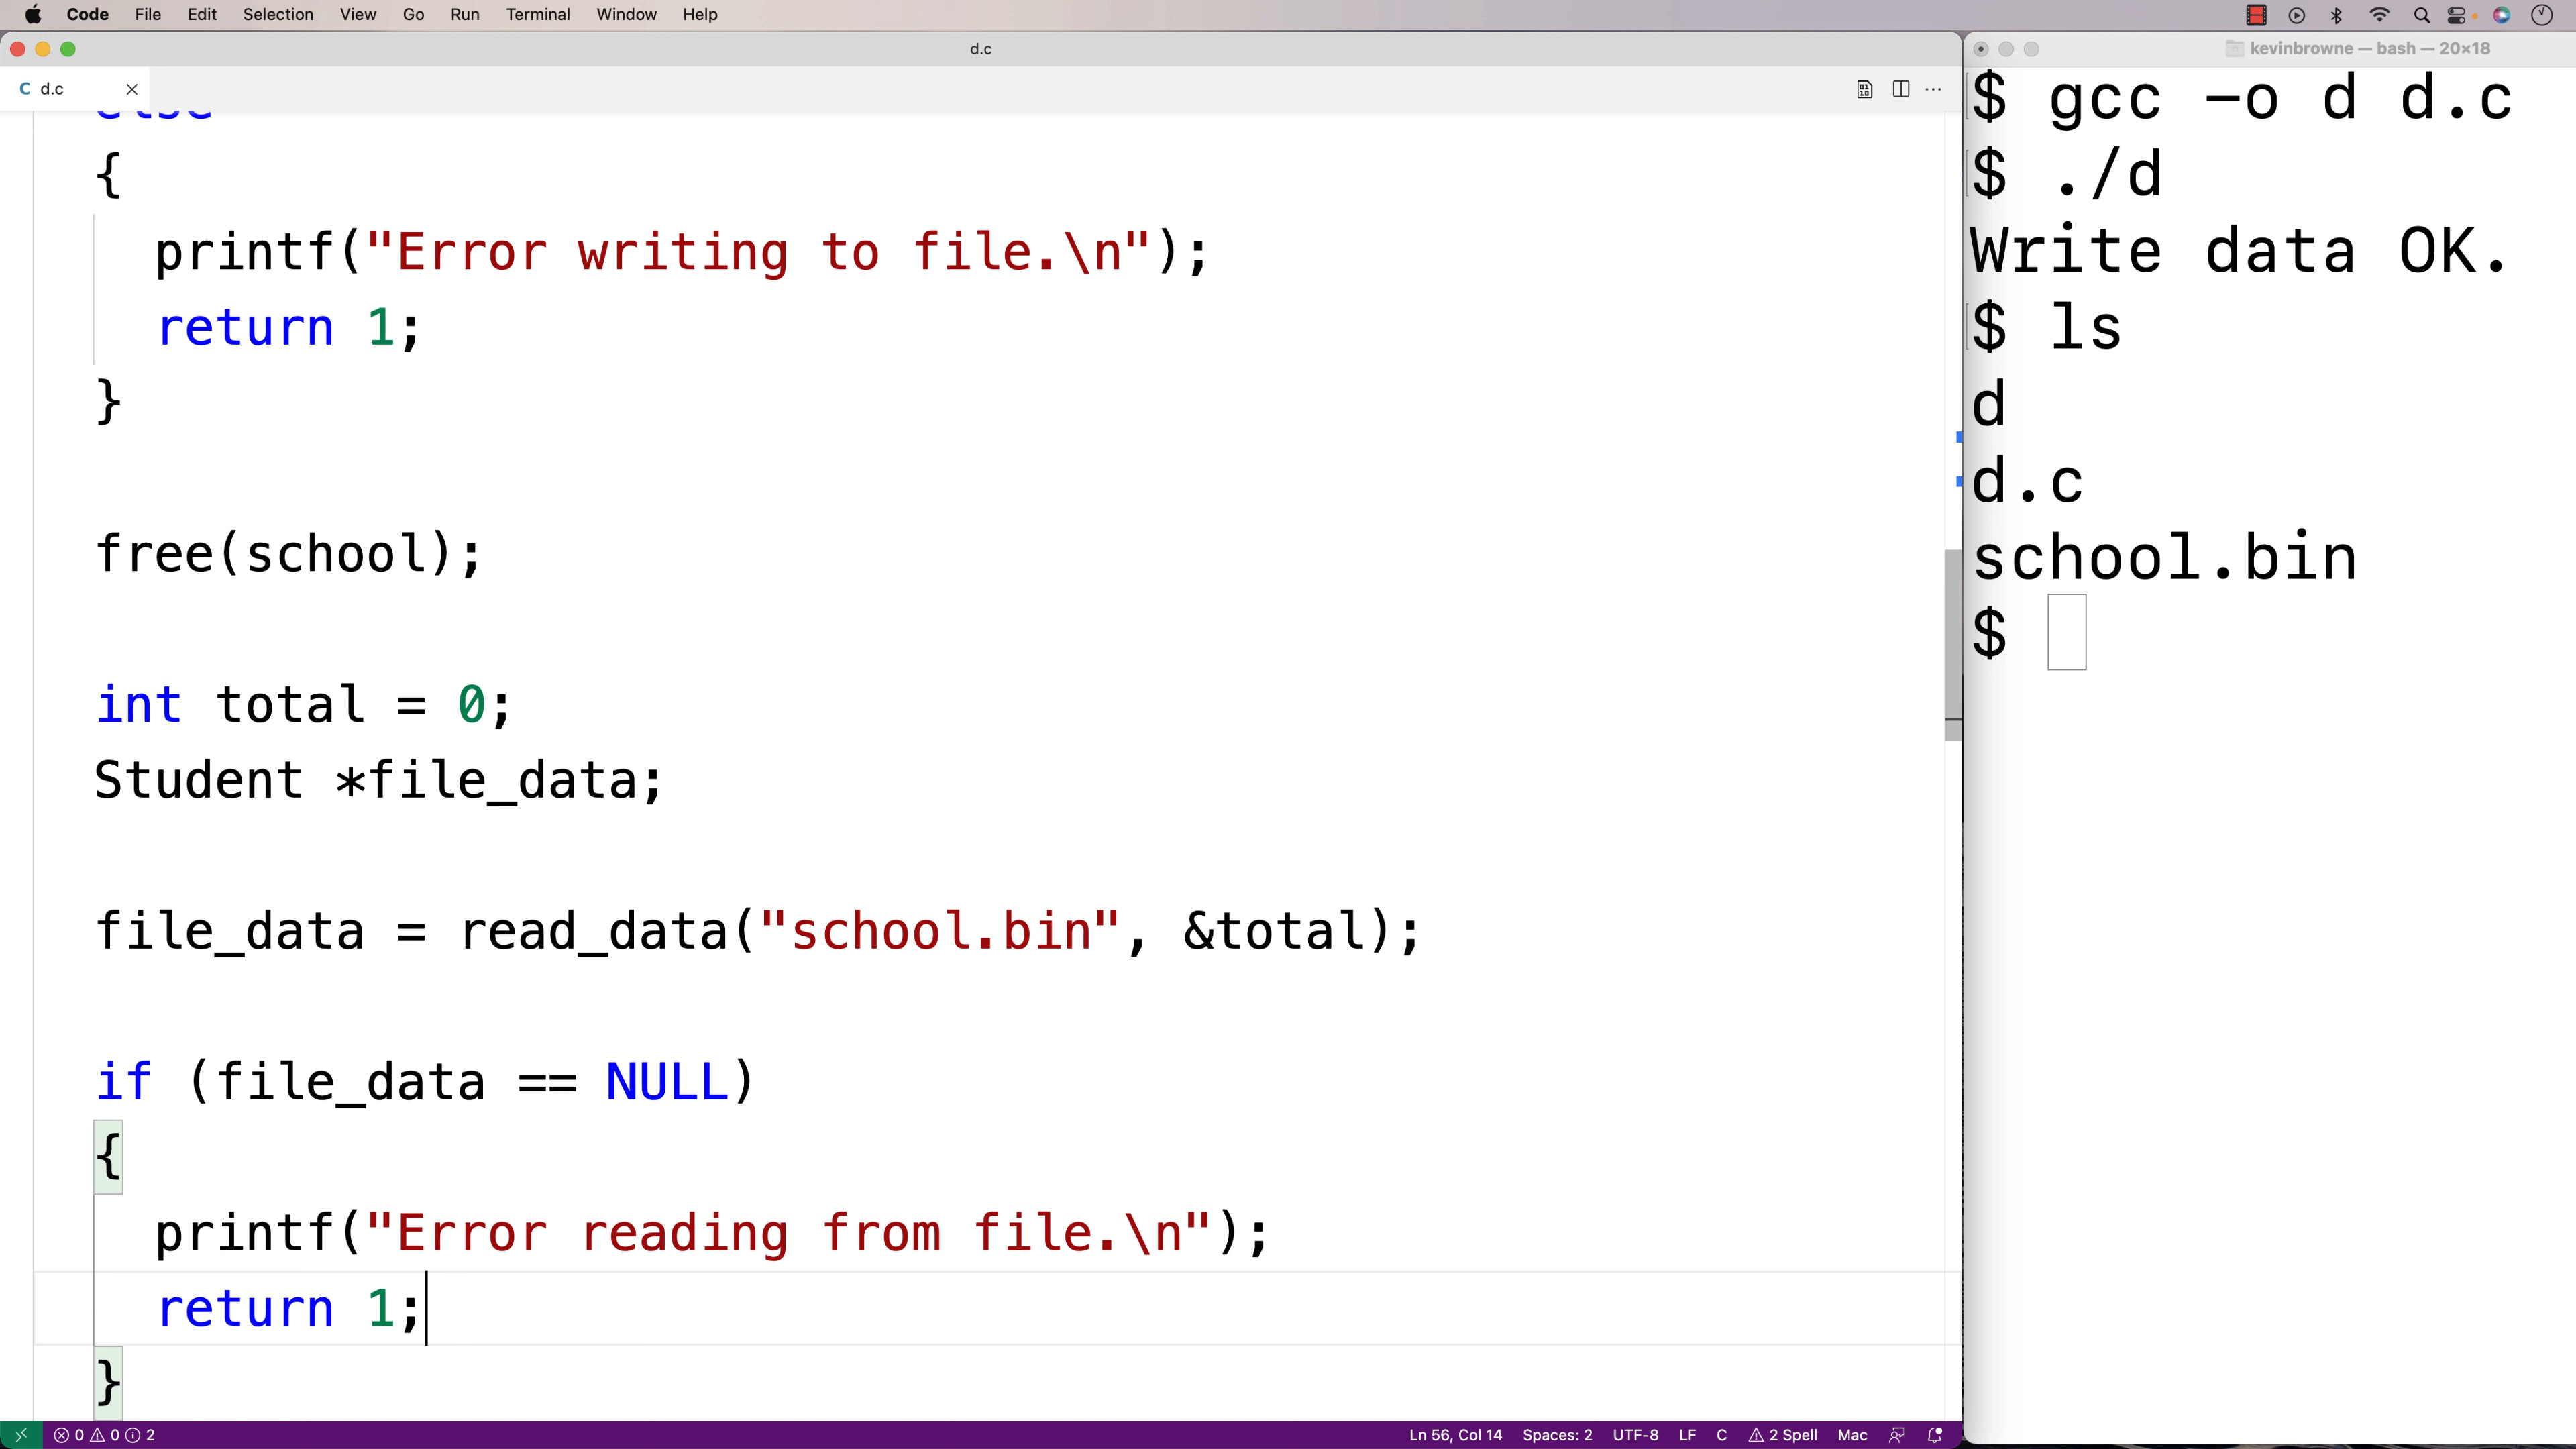 Code File Edit Selection View Go Run Terminal Window Help
d.c
C d.c
else
{
printf("Error writing to file.\n");
return 1;
}
free(school);
int total = 0;
Student *file_data;
file_data = read_data("school.bin", &total);
if (file_data == NULL)
{
printf("Error reading from file.\n");
return 1;
}
0 0 2 Ln 56, Col 14 Spaces: 2 UTF-8 LF C 2 Spell Mac
kevinbrowne — bash — 20×18
$ gcc -o d d.c
$ ./d
Write data OK.
$ ls
d
d.c
school.bin
$